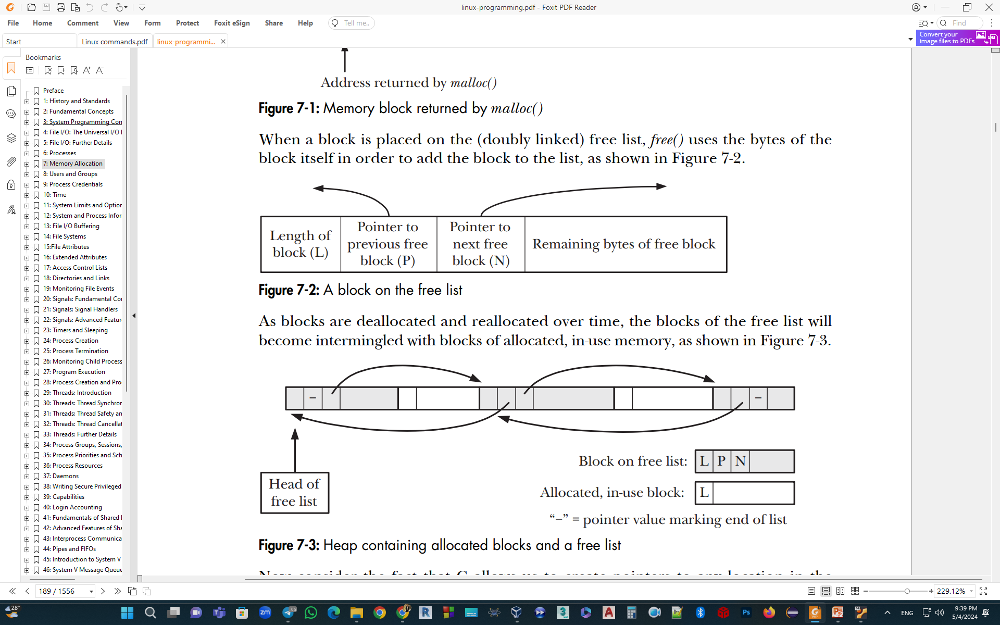 linux-programming.pdf - Foxit PDF Reader
File Home Comment View Form Protect Foxit eSign Share Help Tell me.. Find
Start Linux commands.pdf linux-programmi...
Convert your
image files to PDFs
Bookmarks
Preface
1: History and Standards
2: Fundamental Concepts
3: System Programming Con
4: File I/O: The Universal I/O
5: File I/O: Further Details
6: Processes
7: Memory Allocation
8: Users and Groups
9: Process Credentials
10: Time
11: System Limits and Option
12: System and Process Infor
13: File I/O Buffering
14: File Systems
15:File Attributes
16: Extended Attributes
17: Access Control Lists
18: Directories and Links
19: Monitoring File Events
20: Signals: Fundamental Co
21: Signals: Signal Handlers
22: Signals: Advanced Featur
23: Timers and Sleeping
24: Process Creation
25: Process Termination
26: Monitoring Child Process
27: Program Execution
28: Process Creation and Pro
29: Threads: Introduction
30: Threads: Thread Synchron
31: Threads: Thread Safety an
32: Threads: Thread Cancellat
33: Threads: Further Details
34: Process Groups, Sessions,
35: Process Priorities and Sch
36: Process Resources
37: Daemons
38: Writing Secure Privileged
39: Capabilities
40: Login Accounting
41: Fundamentals of Shared
42: Advanced Features of Sha
43: Interprocess Communica
44: Pipes and FIFOs
45: Introduction to System V
46: System V Message Queue
Address returned by malloc()
Figure 7-1: Memory block returned by malloc()
When a block is placed on the (doubly linked) free list, free() uses the bytes of the
block itself in order to add the block to the list, as shown in Figure 7-2.
Length of
block (L)
Pointer to
previous free
block (P)
Pointer to
next free
block (N)
Remaining bytes of free block
Figure 7-2: A block on the free list
As blocks are deallocated and reallocated over time, the blocks of the free list will
become intermingled with blocks of allocated, in-use memory, as shown in Figure 7-3.
– –
Head of
free list
Block on free list: L P N
Allocated, in-use block: L
“–” = pointer value marking end of list
Figure 7-3: Heap containing allocated blocks and a free list
Now consider the fact that C allows us to create pointers to any location in the
189 / 1556
229.12%
28°
ENG
9:39 PM
5/4/2024